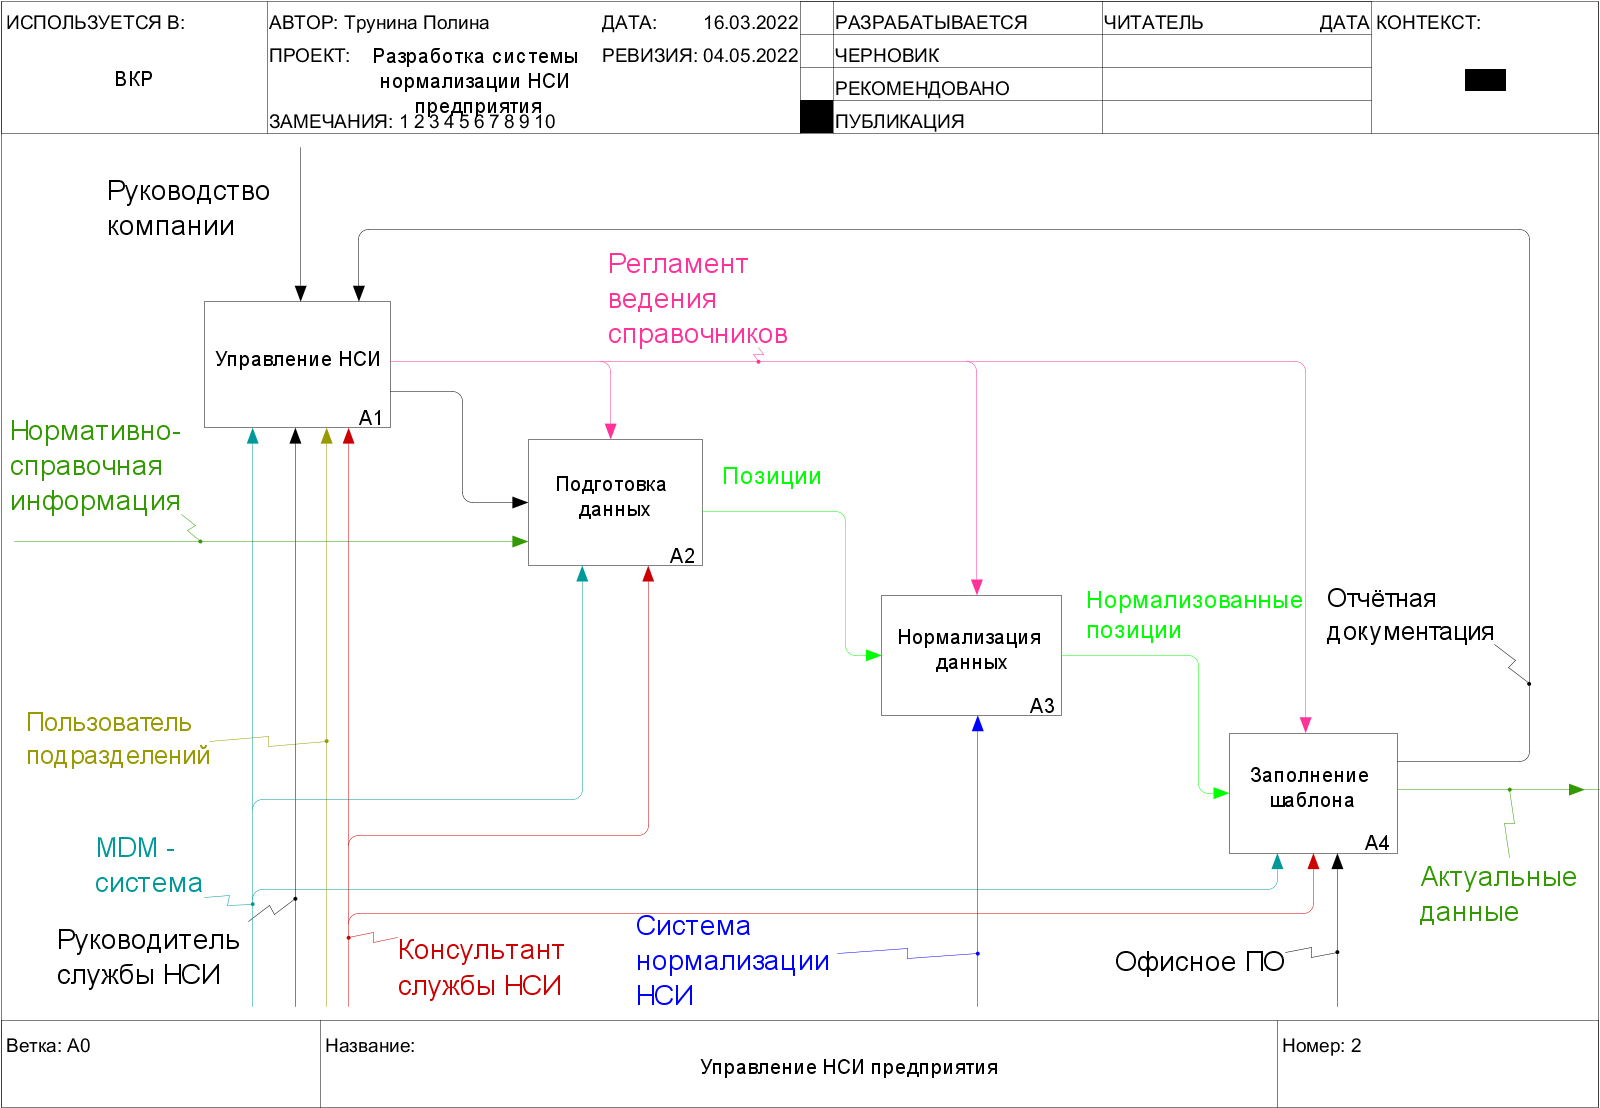 ИСПОЛЬЗУЕТСЯ В:
ВКР
АВТОР: Трунина Полина
ДАТА: 16.03.2022
ПРОЕКТ: Разработка системы
нормализации НСИ
предприятия
РЕВИЗИЯ: 04.05.2022
ЗАМЕЧАНИЯ: 1 2 3 4 5 6 7 8 9 10
РАЗРАБАТЫВАЕТСЯ
ЧЕРНОВИК
РЕКОМЕНДОВАНО
ПУБЛИКАЦИЯ
ЧИТАТЕЛЬ
ДАТА
КОНТЕКСТ:
Руководство
компании
Регламент
ведения
справочников
Управление НСИ
A1
Нормативно-
справочная
информация
Подготовка
данных
A2
Позиции
Нормализация
данных
A3
Нормализованные
позиции
Отчётная
документация
Пользователь
подразделений
Заполнение
шаблона
A4
MDM -
система
Актуальные
данные
Руководитель
службы НСИ
Консультант
службы НСИ
Система
нормализации
НСИ
Офисное ПО
Ветка: A0
Название:
Управление НСИ предприятия
Номер: 2